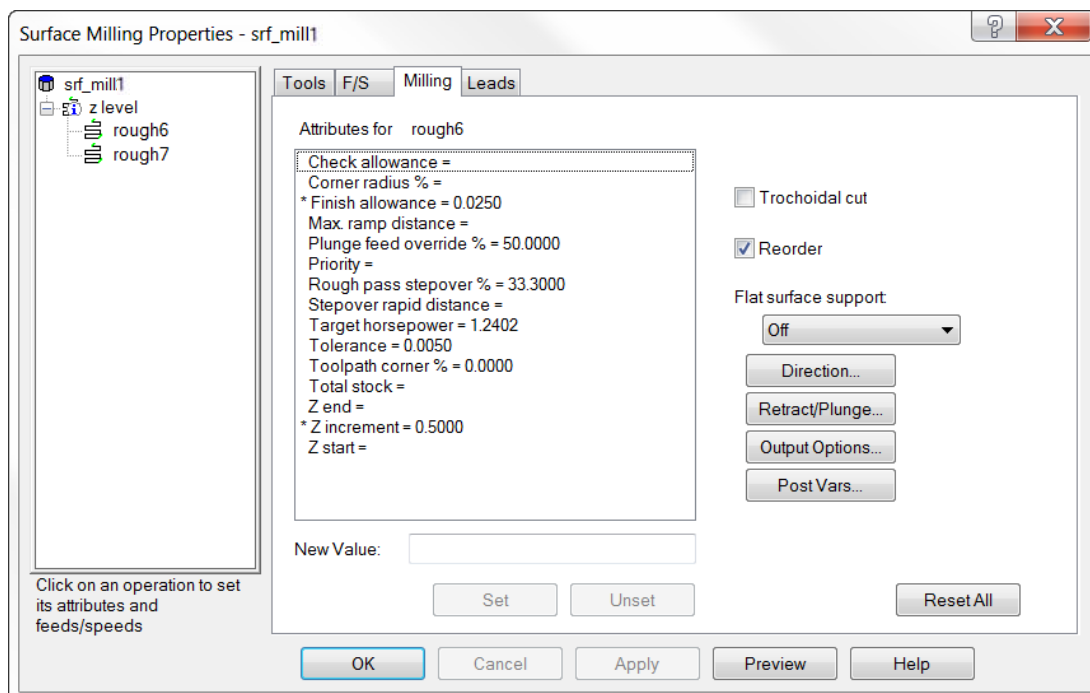 Surface Milling Properties - srf_mill1
srf_mill1
z level
rough6
rough7
Click on an operation to set
its attributes and
feeds/speeds
Tools F/S Milling Leads
Attributes for rough6
Check allowance =
Corner radius % =
* Finish allowance = 0.0250
Max. ramp distance =
Plunge feed override % = 50.0000
Priority =
Rough pass stepover % = 33.3000
Stepover rapid distance =
Target horsepower = 1.2402
Tolerance = 0.0050
Toolpath corner % = 0.0000
Total stock =
Z end =
* Z increment = 0.5000
Z start =
New Value:
Set Unset
Trochoidal cut
Reorder
Flat surface support:
Off
Direction...
Retract/Plunge...
Output Options...
Post Vars...
Reset All
OK Cancel Apply Preview Help